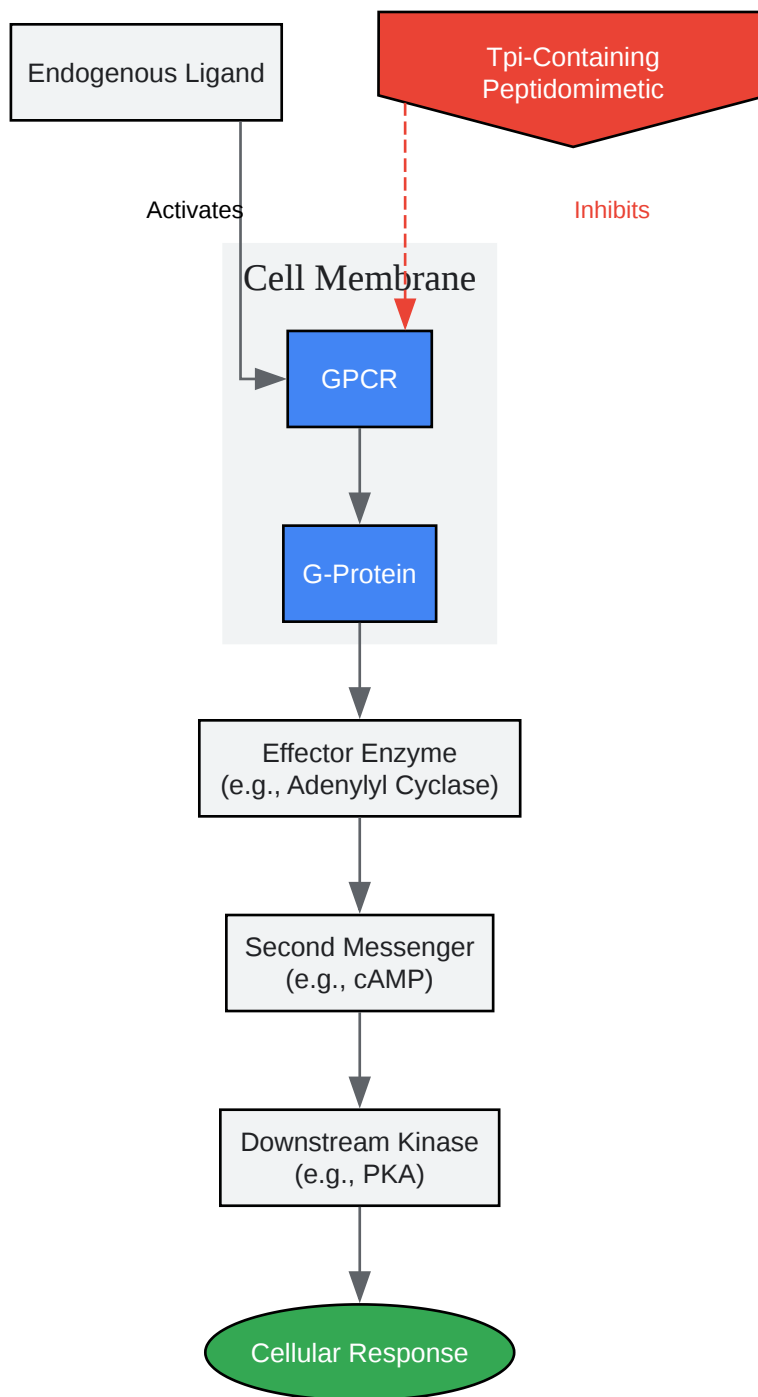 Endogenous Ligand
Tpi-Containing
Peptidomimetic
Activates
Inhibits
Cell Membrane
GPCR
G-Protein
Effector Enzyme
(e.g., Adenylyl Cyclase)
Second Messenger
(e.g., cAMP)
Downstream Kinase
(e.g., PKA)
Cellular Response